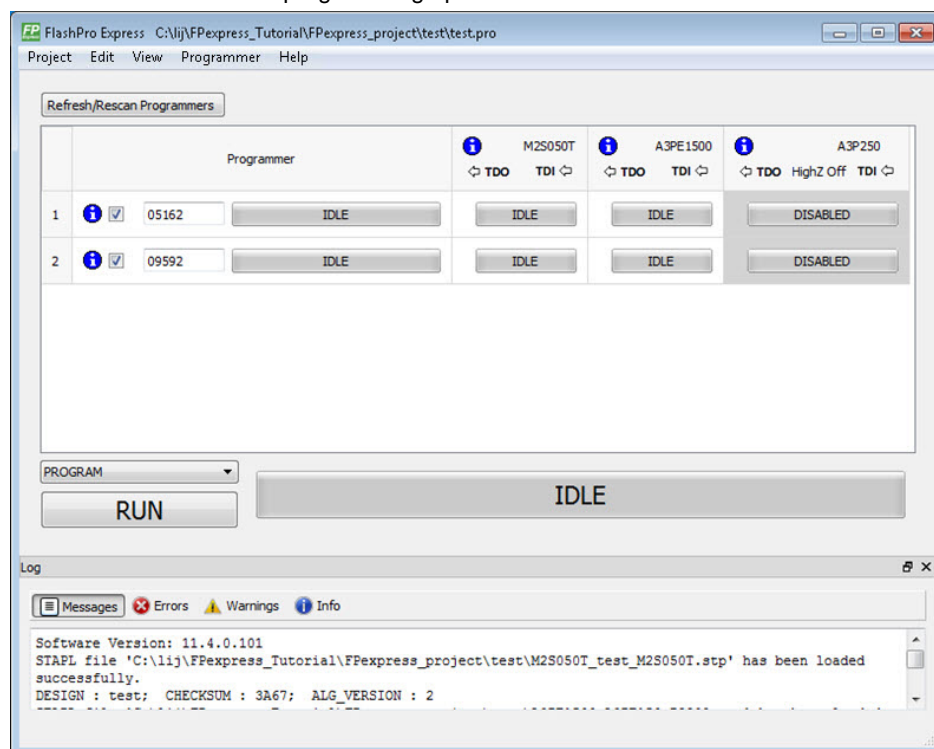 FP FlashPro Express C:\lij\FPexpress_Tutorial\FPexpress_project\test\test.pro
Project Edit View Programmer Help
Refresh/Rescan Programmers
Programmer
M2S050T
TDO TDI
A3PE1500
TDO TDI
A3P250
TDO HighZ Off TDI
1 05162 IDLE IDLE IDLE DISABLED
2 09592 IDLE IDLE IDLE DISABLED
PROGRAM
RUN
IDLE
Log
Messages Errors Warnings Info
Software Version: 11.4.0.101
STAPL file 'C:\lij\FPexpress_Tutorial\FPexpress_project\test\M2S050T_test_M2S050T.stp' has been loaded
successfully.
DESIGN : test; CHECKSUM : 3A67; ALG_VERSION : 2